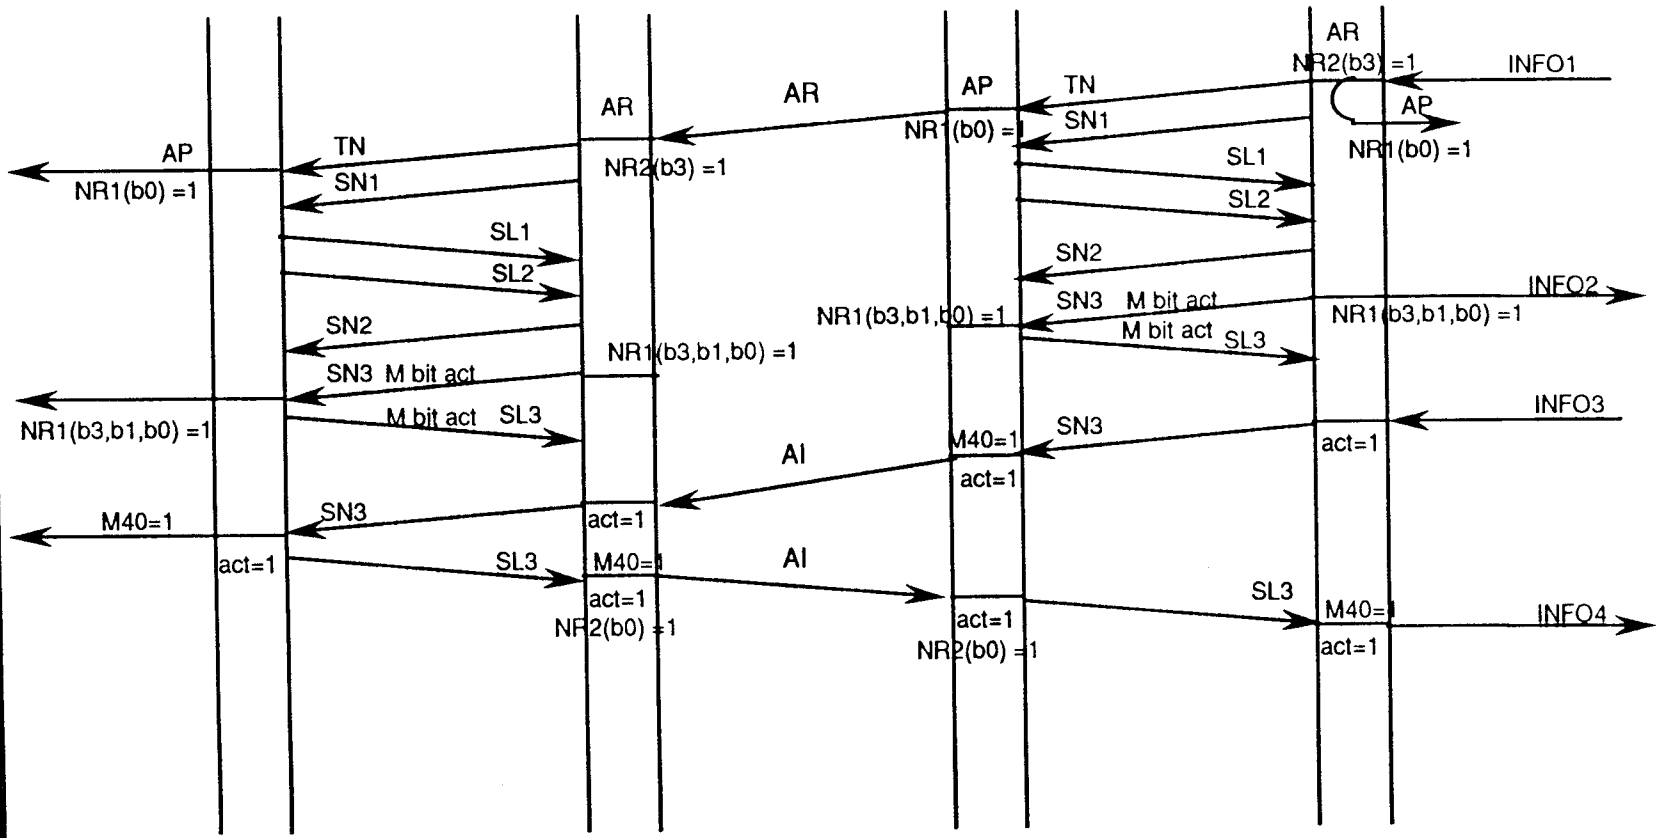 AR
NR2(b3) =1
INFO1
AP
NR1(b0) =1
AP
TN
NR1(b0) =1
SN1
AR
AR
NR2(b3) =1
TN
SN1
AP
NR1(b0) =1
SL1
SL2
SL1
SL2
SN2
SN3 M bit act
INFO2
NR1(b3,b1,b0) =1
NR1(b3,b1,b0) =1
M bit act SL3
SN2
NR1(b3,b1,b0) =1
SN3 M bit act
NR1(b3,b1,b0) =1
M bit act SL3
INFO3
act=1
SN3
M40=1
act=1
AI
act=1
SN3
M40=1
act=1
SL3
M40=1
act=1
NR2(b0) =1
AI
act=1
NR2(b0) =1
SL3
M40=1
act=1
INFO4